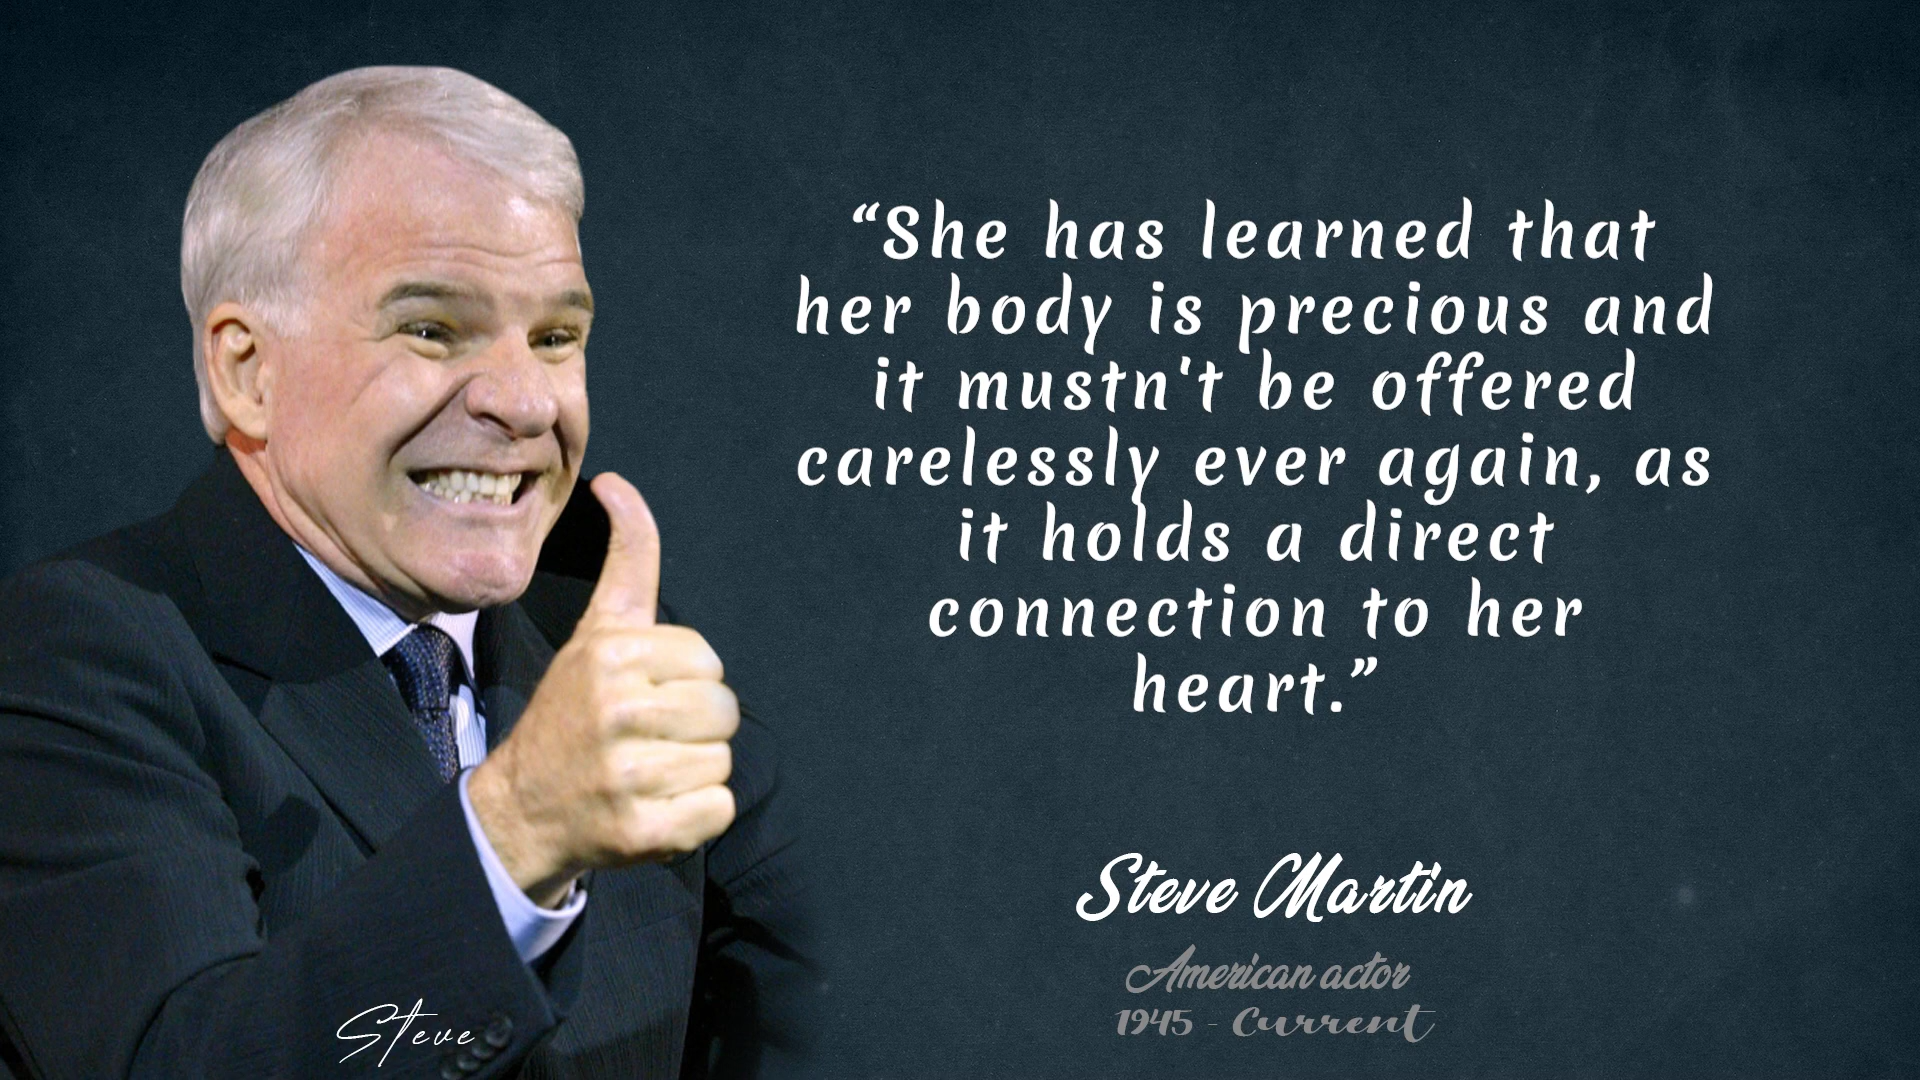 “She has learned that
her body is precious and
it mustn't be offered
carelessly ever again, as
it holds a direct
connection to her
heart.”
Steve Martin
American actor
1945 - Current
Steve